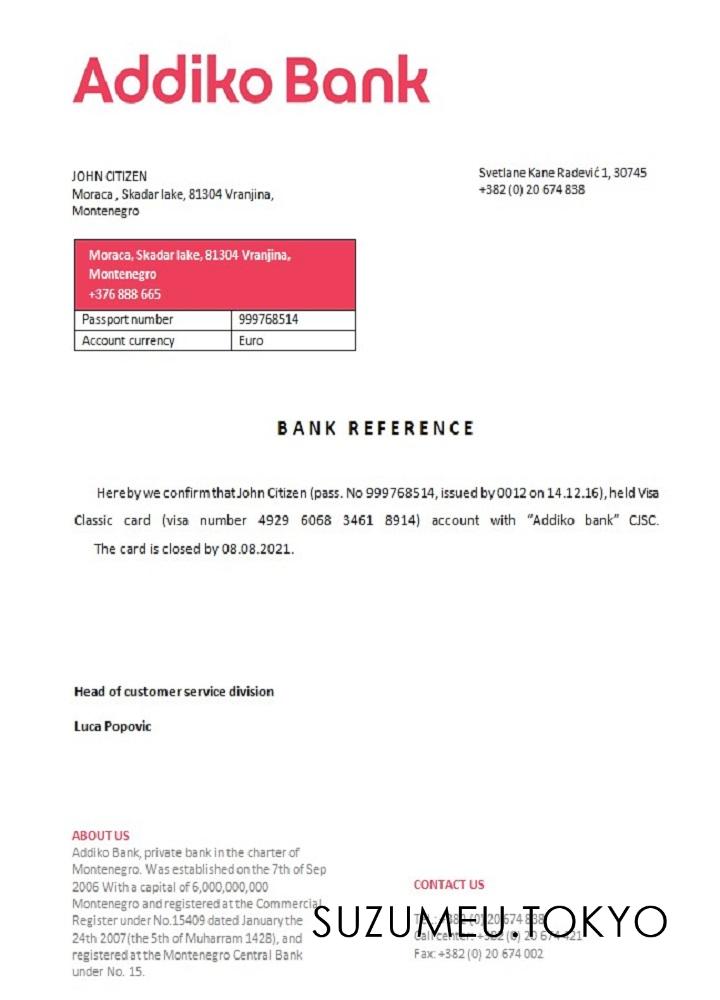 Addiko Bank
JOHN CITIZEN
Moraca , Skadar lake, 81304 Vranjina,
Montenegro
Svetlane Kane Radević 1, 30745
+382 (0) 20 674 838
Moraca, Skadar lake, 81304 Vranjina,
Montenegro
+376 888 665
Passport number 999768514
Account currency Euro
BANK REFERENCE
Hereby we confirm that John Citizen (pass. No 999768514, issued by 0012 on 14.12.16), held Visa
Classic card (visa number 4929 6068 3461 8914) account with “Addiko bank” CJSC.
The card is closed by 08.08.2021.
Head of customer service division
Luca Popovic
ABOUT US
Addiko Bank, private bank in the charter of
Montenegro. Was established on the 7th of Sep
2006 With a capital of 6,000,000,000
Montenegro and registered at the Commercial
Register under No.15409 dated January the
24th 2007(the 5th of Muharram 1428), and
registered at the Montenegro Central Bank
under No. 15.
CONTACT US
TEL.: +382 (0) 20 674 838
Call center: +382 (0) 20 674 421
Fax: +382 (0) 20 674 002
SUZUMEU.TOKYO